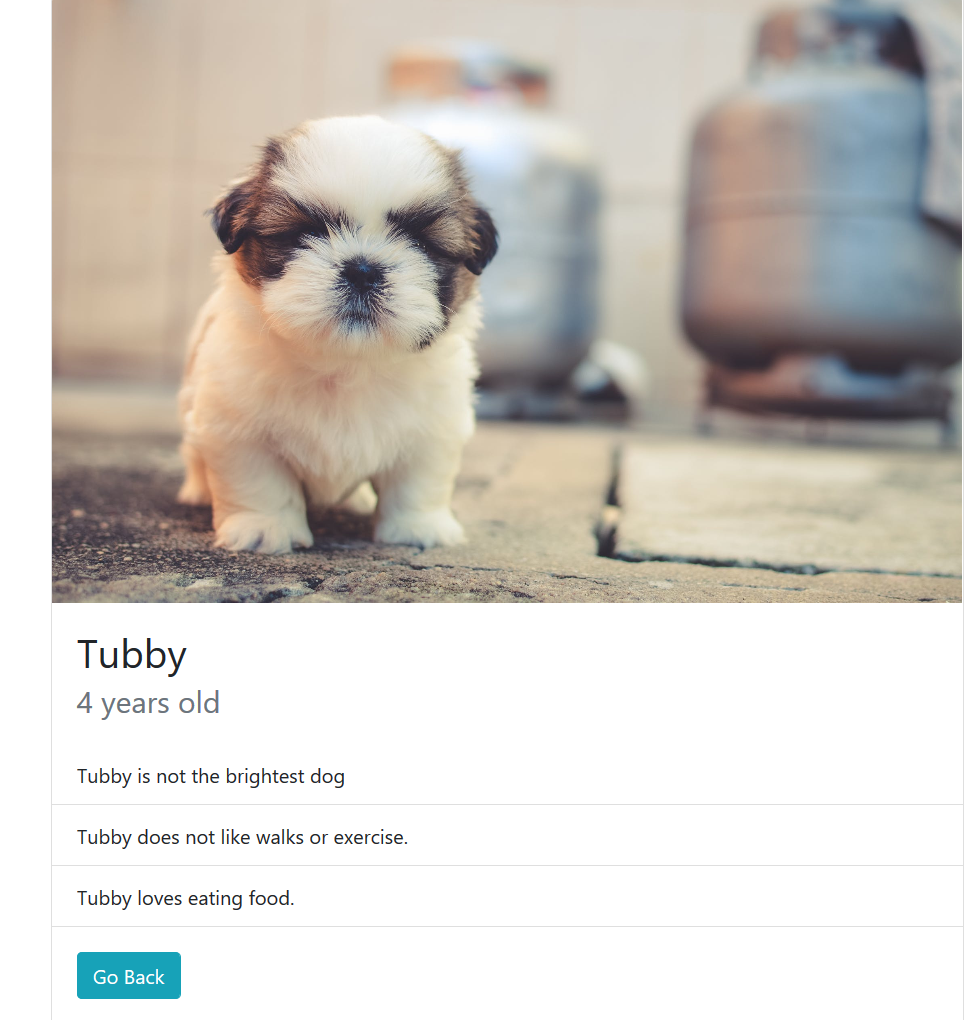 Tubby
4 years old
Tubby is not the brightest dog
Tubby does not like walks or exercise.
Tubby loves eating food.
Go Back